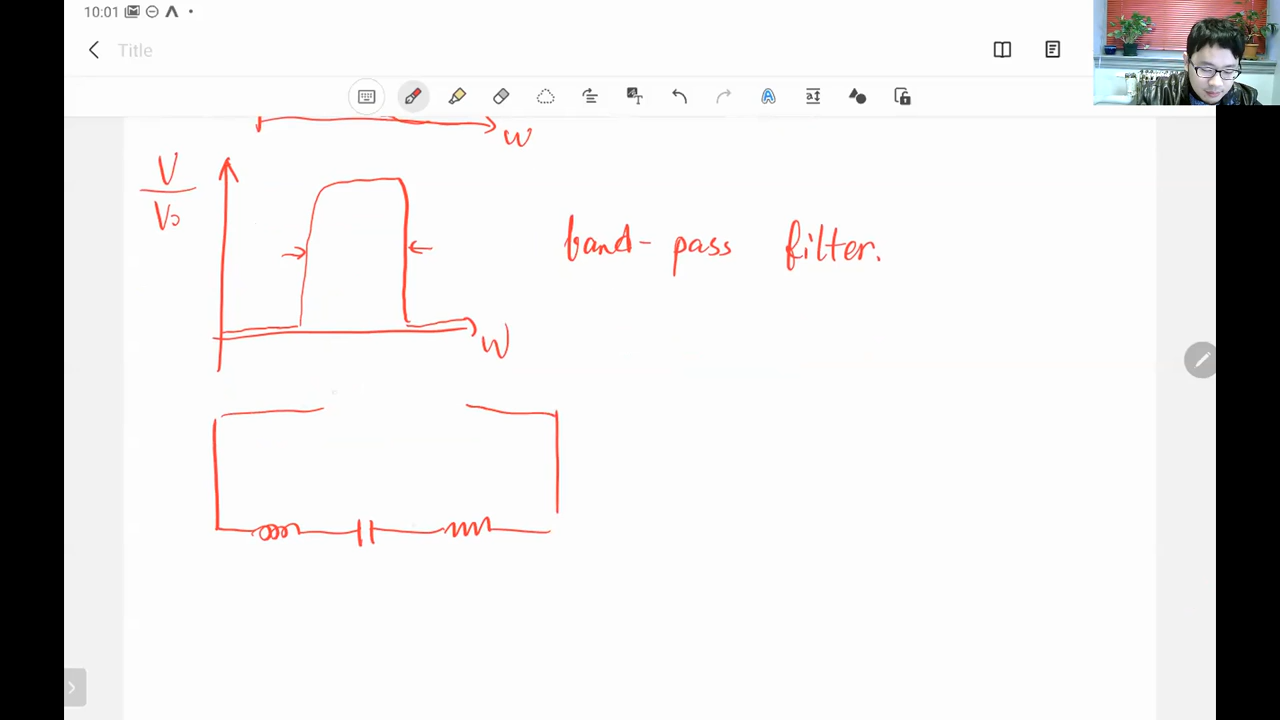 10:01
Title
W
V
V₀
band-pass filter.
W